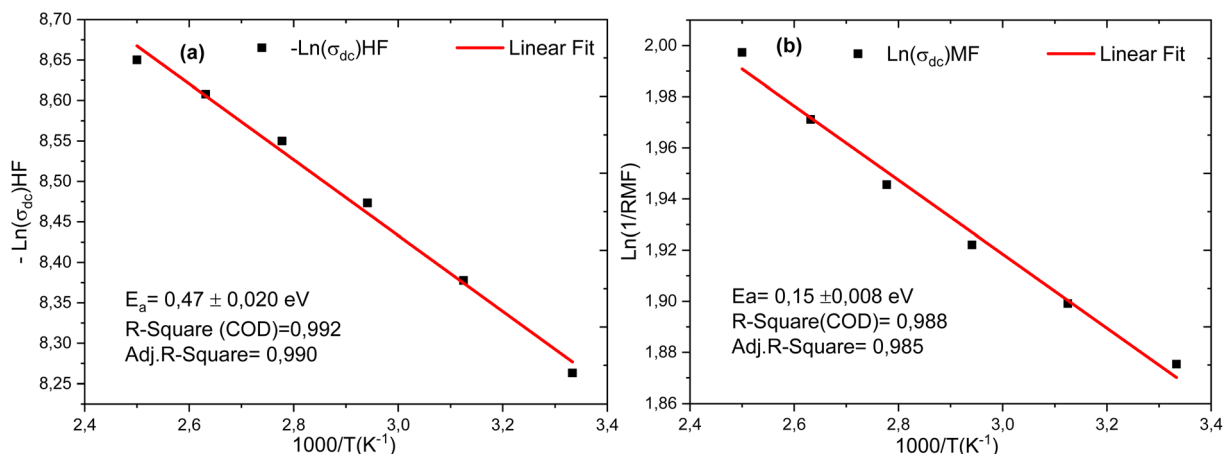 (a)
-Ln(σdc)HF
Linear Fit
8,70
8,65
8,60
8,55
8,50
8,45
8,40
8,35
8,30
8,25
- Ln(σdc)HF
Ea= 0,47 ± 0,020 eV
R-Square (COD)=0,992
Adj.R-Square= 0,990
2,4 2,6 2,8 3,0 3,2 3,4
1000/T(K-1)
(b)
Ln(σdc)MF
Linear Fit
2,00
1,98
1,96
1,94
1,92
1,90
1,88
1,86
Ln(1/RMF)
Ea= 0,15 ±0,008 eV
R-Square(COD)= 0,988
Adj.R-Square= 0,985
2,4 2,6 2,8 3,0 3,2 3,4
1000/T(K-1)